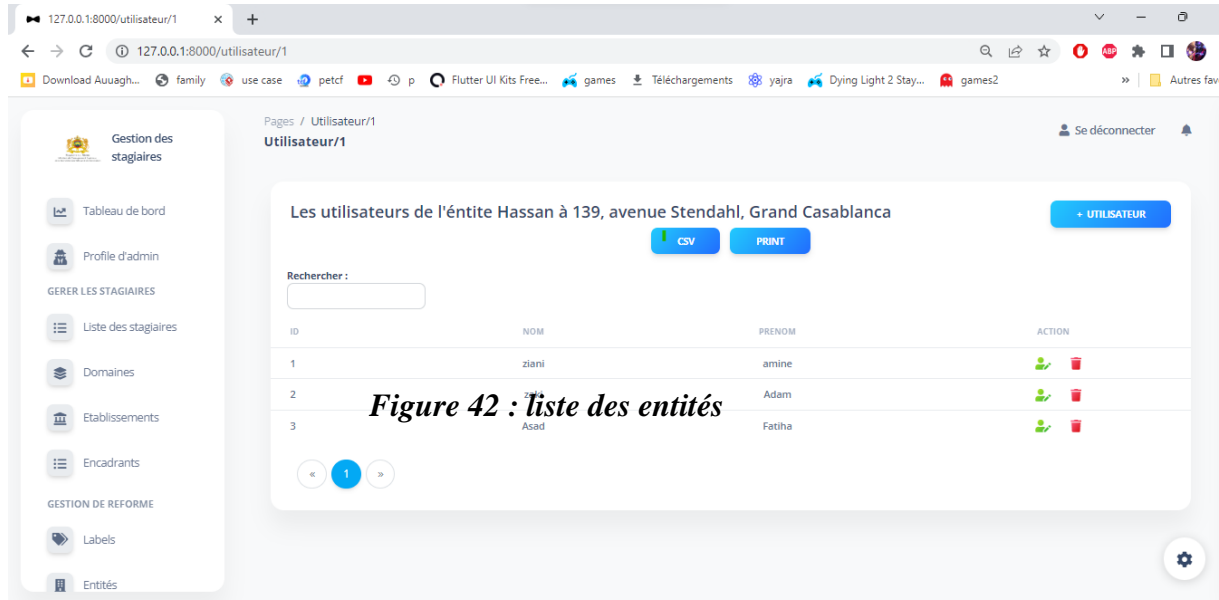 127.0.0.1:8000/utilisateur/1
127.0.0.1:8000/utilisateur/1
Download Auuagh... family use case petcf p Flutter UI Kits Free... games Téléchargements yajra Dying Light 2 Stay... games2 » Autres fav
Gestion des
stagiaires
Pages / Utilisateur/1
Utilisateur/1
Se déconnecter
Tableau de bord
Profile d'admin
GERER LES STAGIAIRES
Liste des stagiaires
Domaines
Etablissements
Encadrants
GESTION DE REFORME
Labels
Entités
Les utilisateurs de l'éntite Hassan à 139, avenue Stendahl, Grand Casablanca
+ UTILISATEUR
CSV PRINT
Rechercher :
ID NOM PRENOM ACTION
1 ziani amine
2 Adam
Figure 42 : liste des entités
3 Asad Fatiha
« 1 »